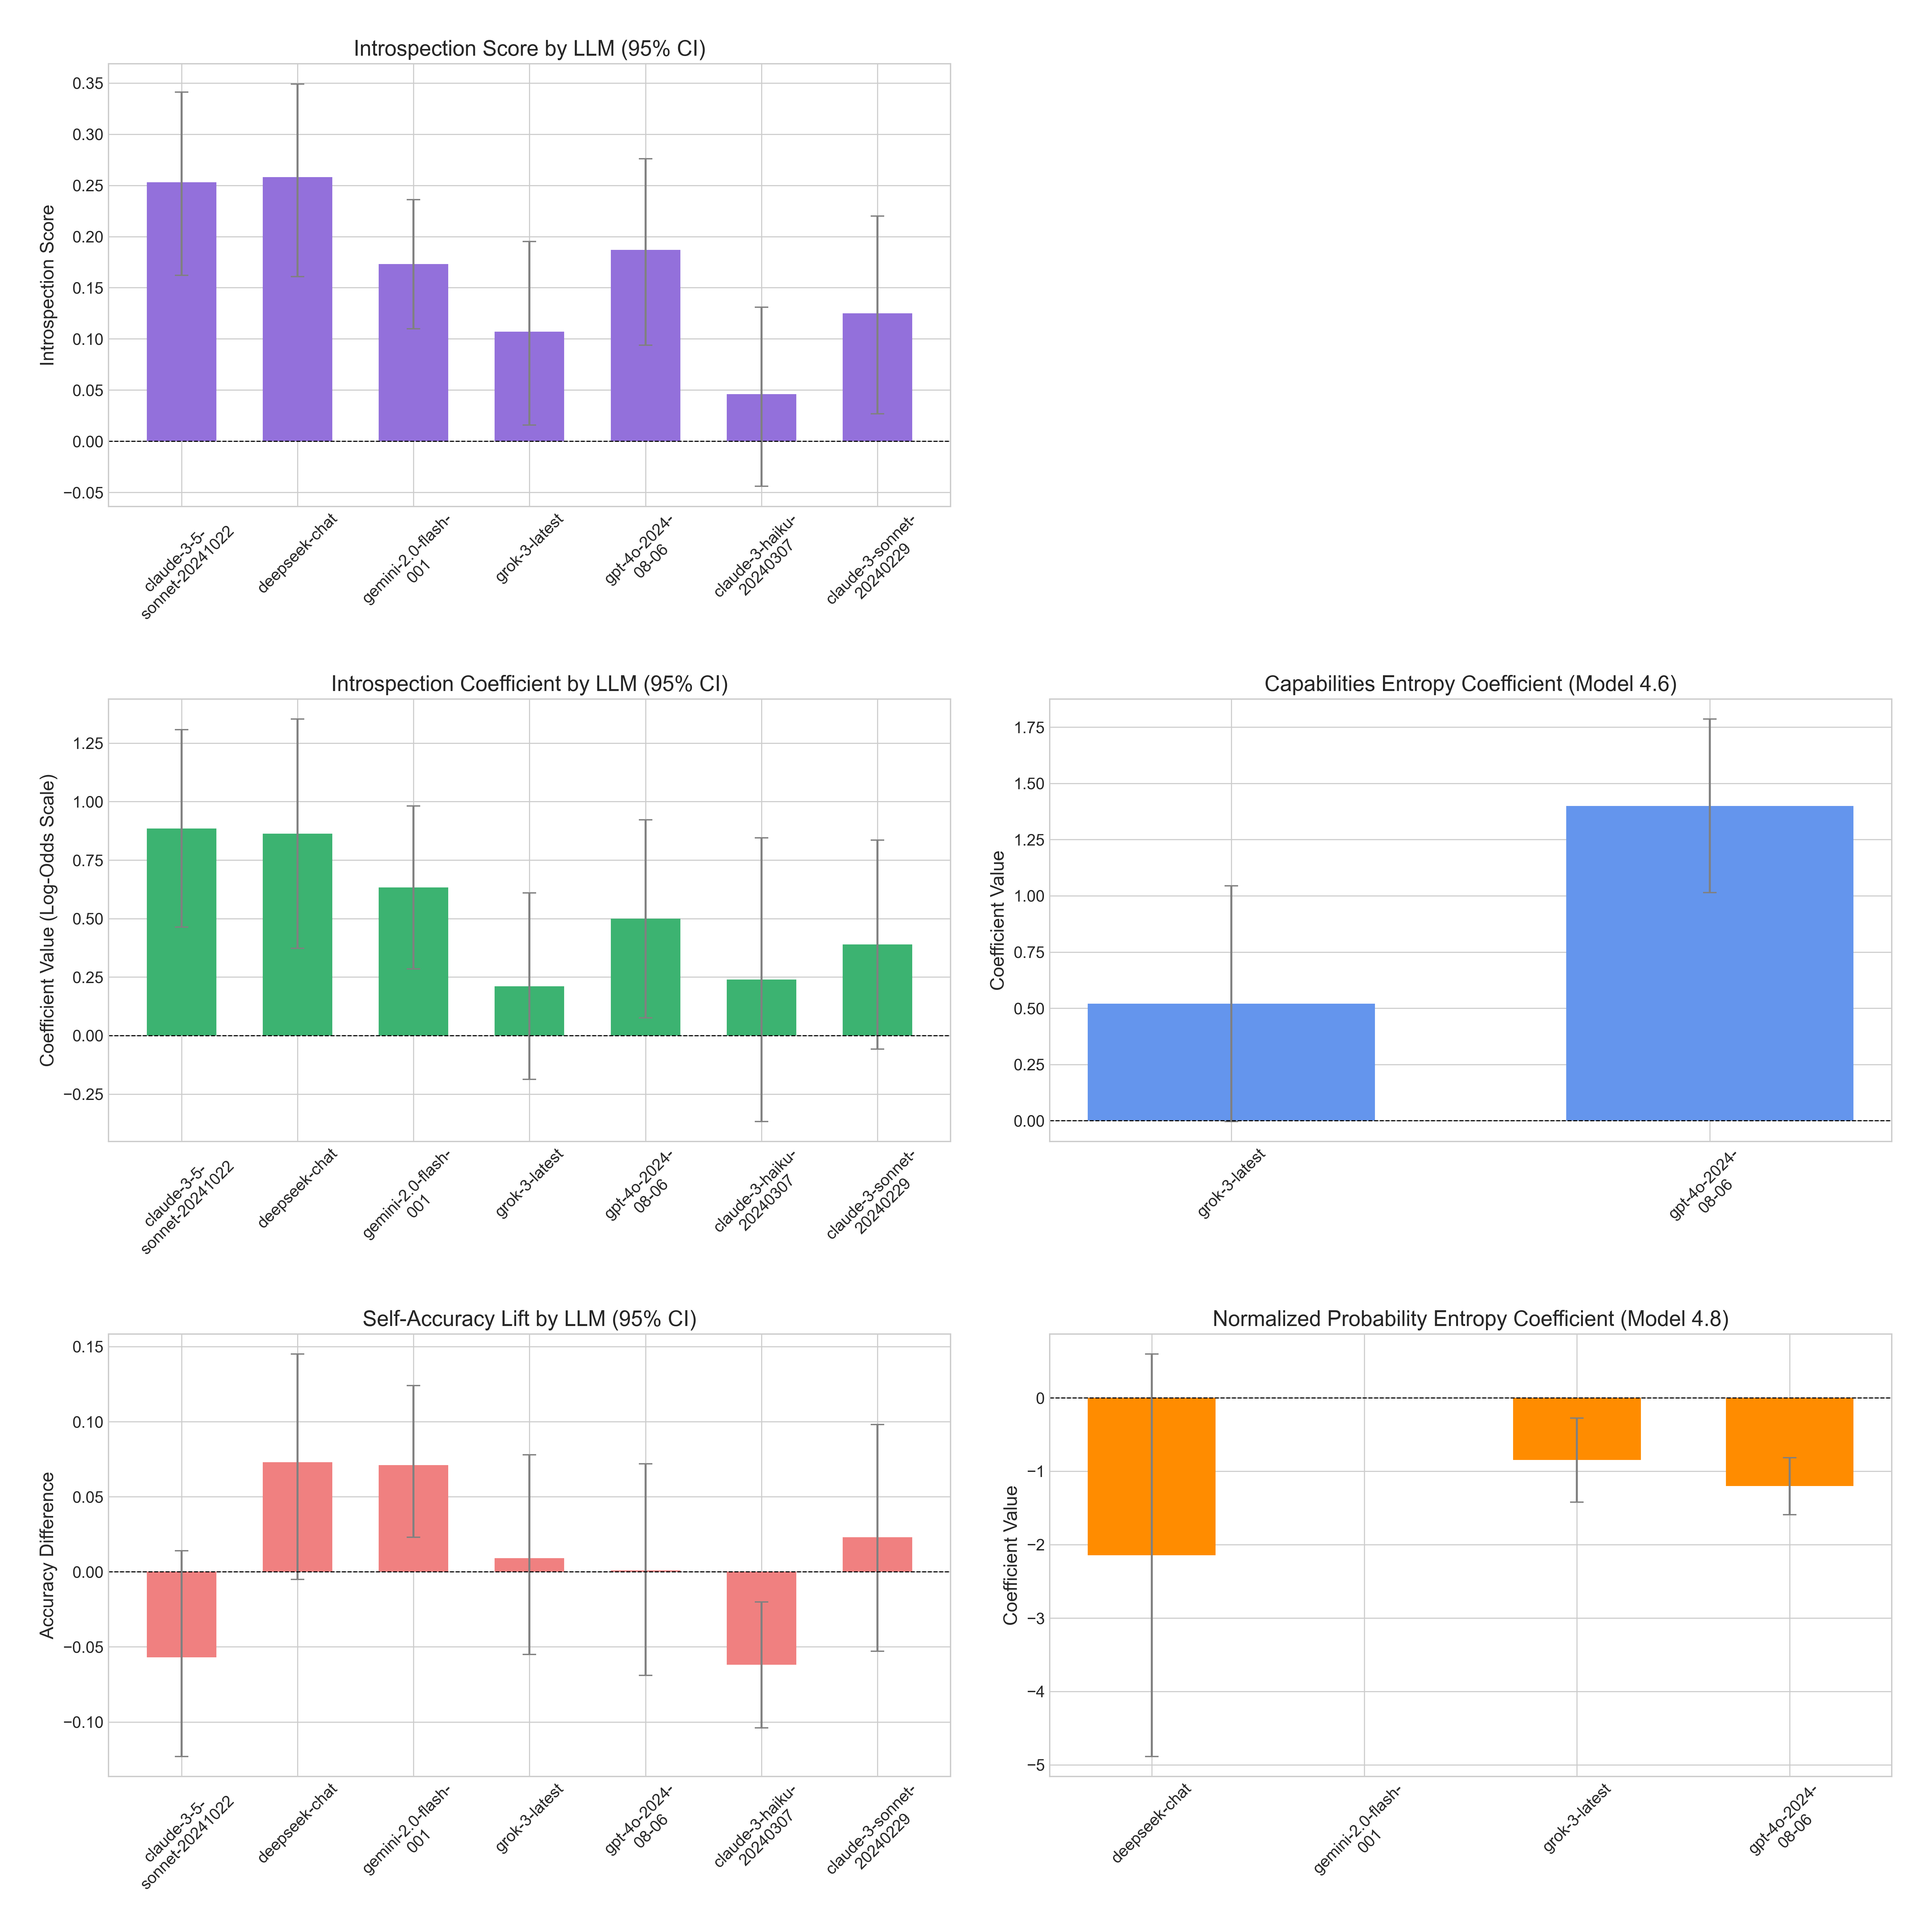 Introspection Score by LLM (95% CI)
Introspection Score
0.35
0.30
0.25
0.20
0.15
0.10
0.05
0.00
−0.05
claude-3-5-
sonnet-20241022
deepseek-chat
gemini-2.0-flash-
001
grok-3-latest
gpt-4o-2024-
08-06
claude-3-haiku-
20240307
claude-3-sonnet-
20240229
Introspection Coefficient by LLM (95% CI)
Coefficient Value (Log-Odds Scale)
1.25
1.00
0.75
0.50
0.25
0.00
−0.25
claude-3-5-
sonnet-20241022
deepseek-chat
gemini-2.0-flash-
001
grok-3-latest
gpt-4o-2024-
08-06
claude-3-haiku-
20240307
claude-3-sonnet-
20240229
Capabilities Entropy Coefficient (Model 4.6)
Coefficient Value
1.75
1.50
1.25
1.00
0.75
0.50
0.25
0.00
grok-3-latest
gpt-4o-2024-
08-06
Self-Accuracy Lift by LLM (95% CI)
Accuracy Difference
0.15
0.10
0.05
0.00
−0.05
−0.10
claude-3-5-
sonnet-20241022
deepseek-chat
gemini-2.0-flash-
001
grok-3-latest
gpt-4o-2024-
08-06
claude-3-haiku-
20240307
claude-3-sonnet-
20240229
Normalized Probability Entropy Coefficient (Model 4.8)
Coefficient Value
0
−1
−2
−3
−4
−5
deepseek-chat
gemini-2.0-flash-
001
grok-3-latest
gpt-4o-2024-
08-06